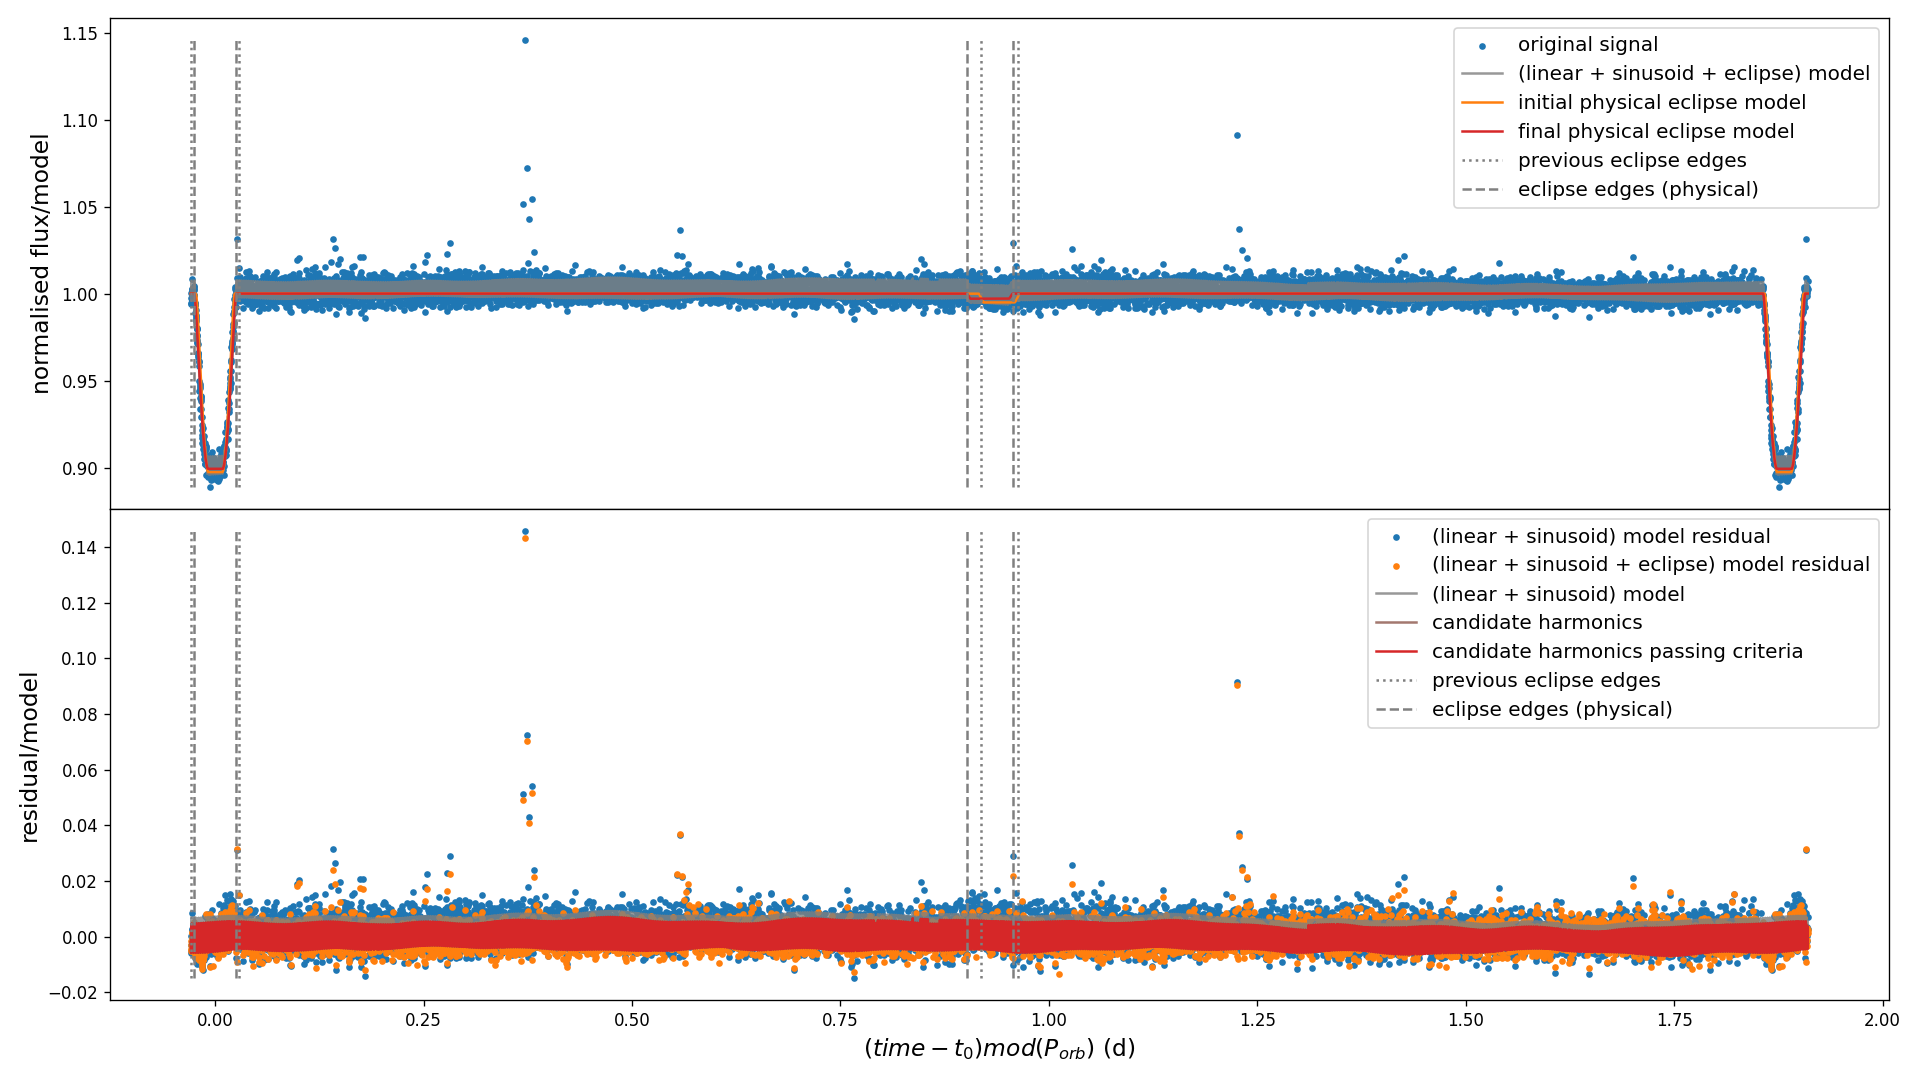 normalised flux/model
1.15
1.10
1.05
1.00
0.95
0.90
original signal
(linear + sinusoid + eclipse) model
initial physical eclipse model
final physical eclipse model
previous eclipse edges
eclipse edges (physical)
residual/model
0.14
0.12
0.10
0.08
0.06
0.04
0.02
0.00
−0.02
(linear + sinusoid) model residual
(linear + sinusoid + eclipse) model residual
(linear + sinusoid) model
candidate harmonics
candidate harmonics passing criteria
previous eclipse edges
eclipse edges (physical)
0.00 0.25 0.50 0.75 1.00 1.25 1.50 1.75 2.00
(time − t₀)mod(P_orb) (d)